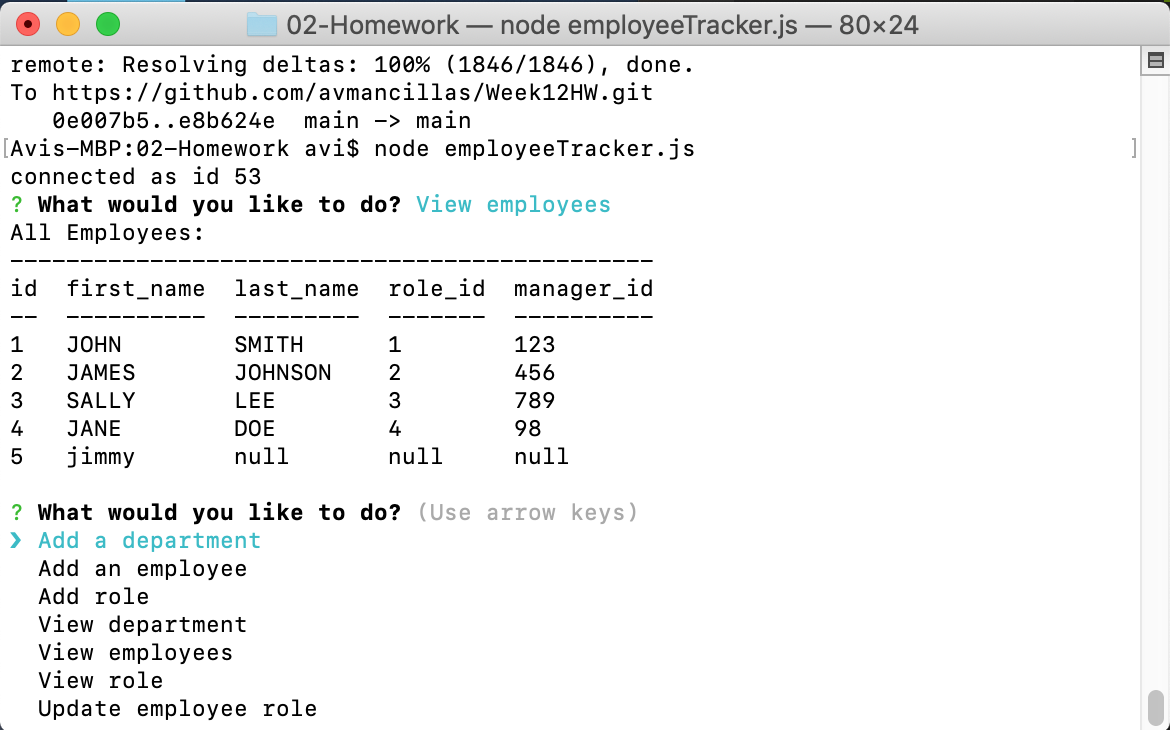 02-Homework — node employeeTracker.js — 80×24
remote: Resolving deltas: 100% (1846/1846), done.
To https://github.com/avmancillas/Week12HW.git
   0e007b5..e8b624e  main -> main
[Avis-MBP:02-Homework avi$ node employeeTracker.js ]
connected as id 53
? What would you like to do? View employees
All Employees:
----------------------------------------------
id  first_name  last_name  role_id  manager_id
--  ----------  ---------  -------  ----------
1   JOHN        SMITH      1        123
2   JAMES       JOHNSON    2        456
3   SALLY       LEE        3        789
4   JANE        DOE        4        98
5   jimmy       null       null     null
? What would you like to do? (Use arrow keys)
❯ Add a department
  Add an employee
  Add role
  View department
  View employees
  View role
  Update employee role